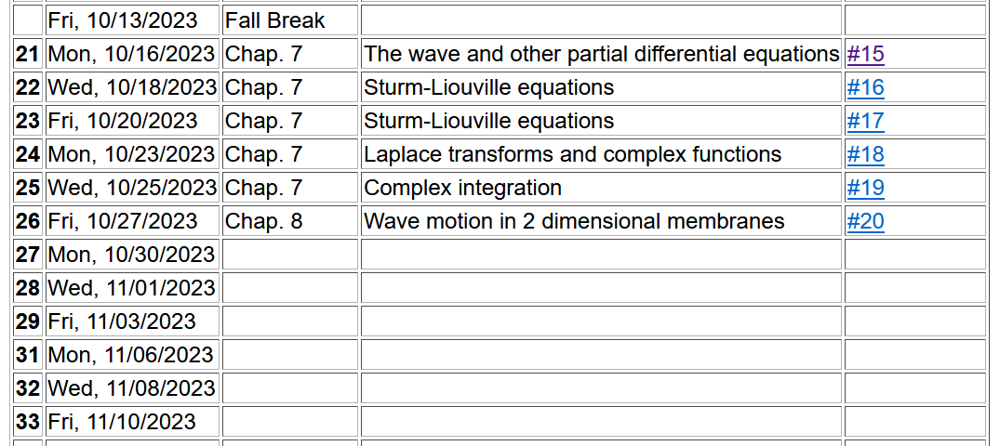 Fri, 10/13/2023 Fall Break
21 Mon, 10/16/2023 Chap. 7 The wave and other partial differential equations #15
22 Wed, 10/18/2023 Chap. 7 Sturm-Liouville equations #16
23 Fri, 10/20/2023 Chap. 7 Sturm-Liouville equations #17
24 Mon, 10/23/2023 Chap. 7 Laplace transforms and complex functions #18
25 Wed, 10/25/2023 Chap. 7 Complex integration #19
26 Fri, 10/27/2023 Chap. 8 Wave motion in 2 dimensional membranes #20
27 Mon, 10/30/2023
28 Wed, 11/01/2023
29 Fri, 11/03/2023
31 Mon, 11/06/2023
32 Wed, 11/08/2023
33 Fri, 11/10/2023